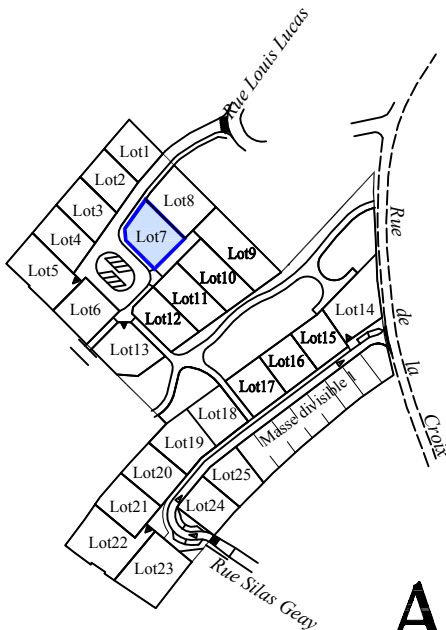 Rue Louis Lucas
Lot1
Lot2
Lot3
Lot4
Lot5
Lot6
Lot8
Lot7
Lot9
Lot10
Lot11
Lot12
Lot13
Rue de la Croix
Lot14
Lot15
Lot16
Lot17
Lot18
Lot19
Lot20
Lot21
Lot22
Lot23
Lot24
Lot25
Masse divisible 1
Rue Silas Geay
A